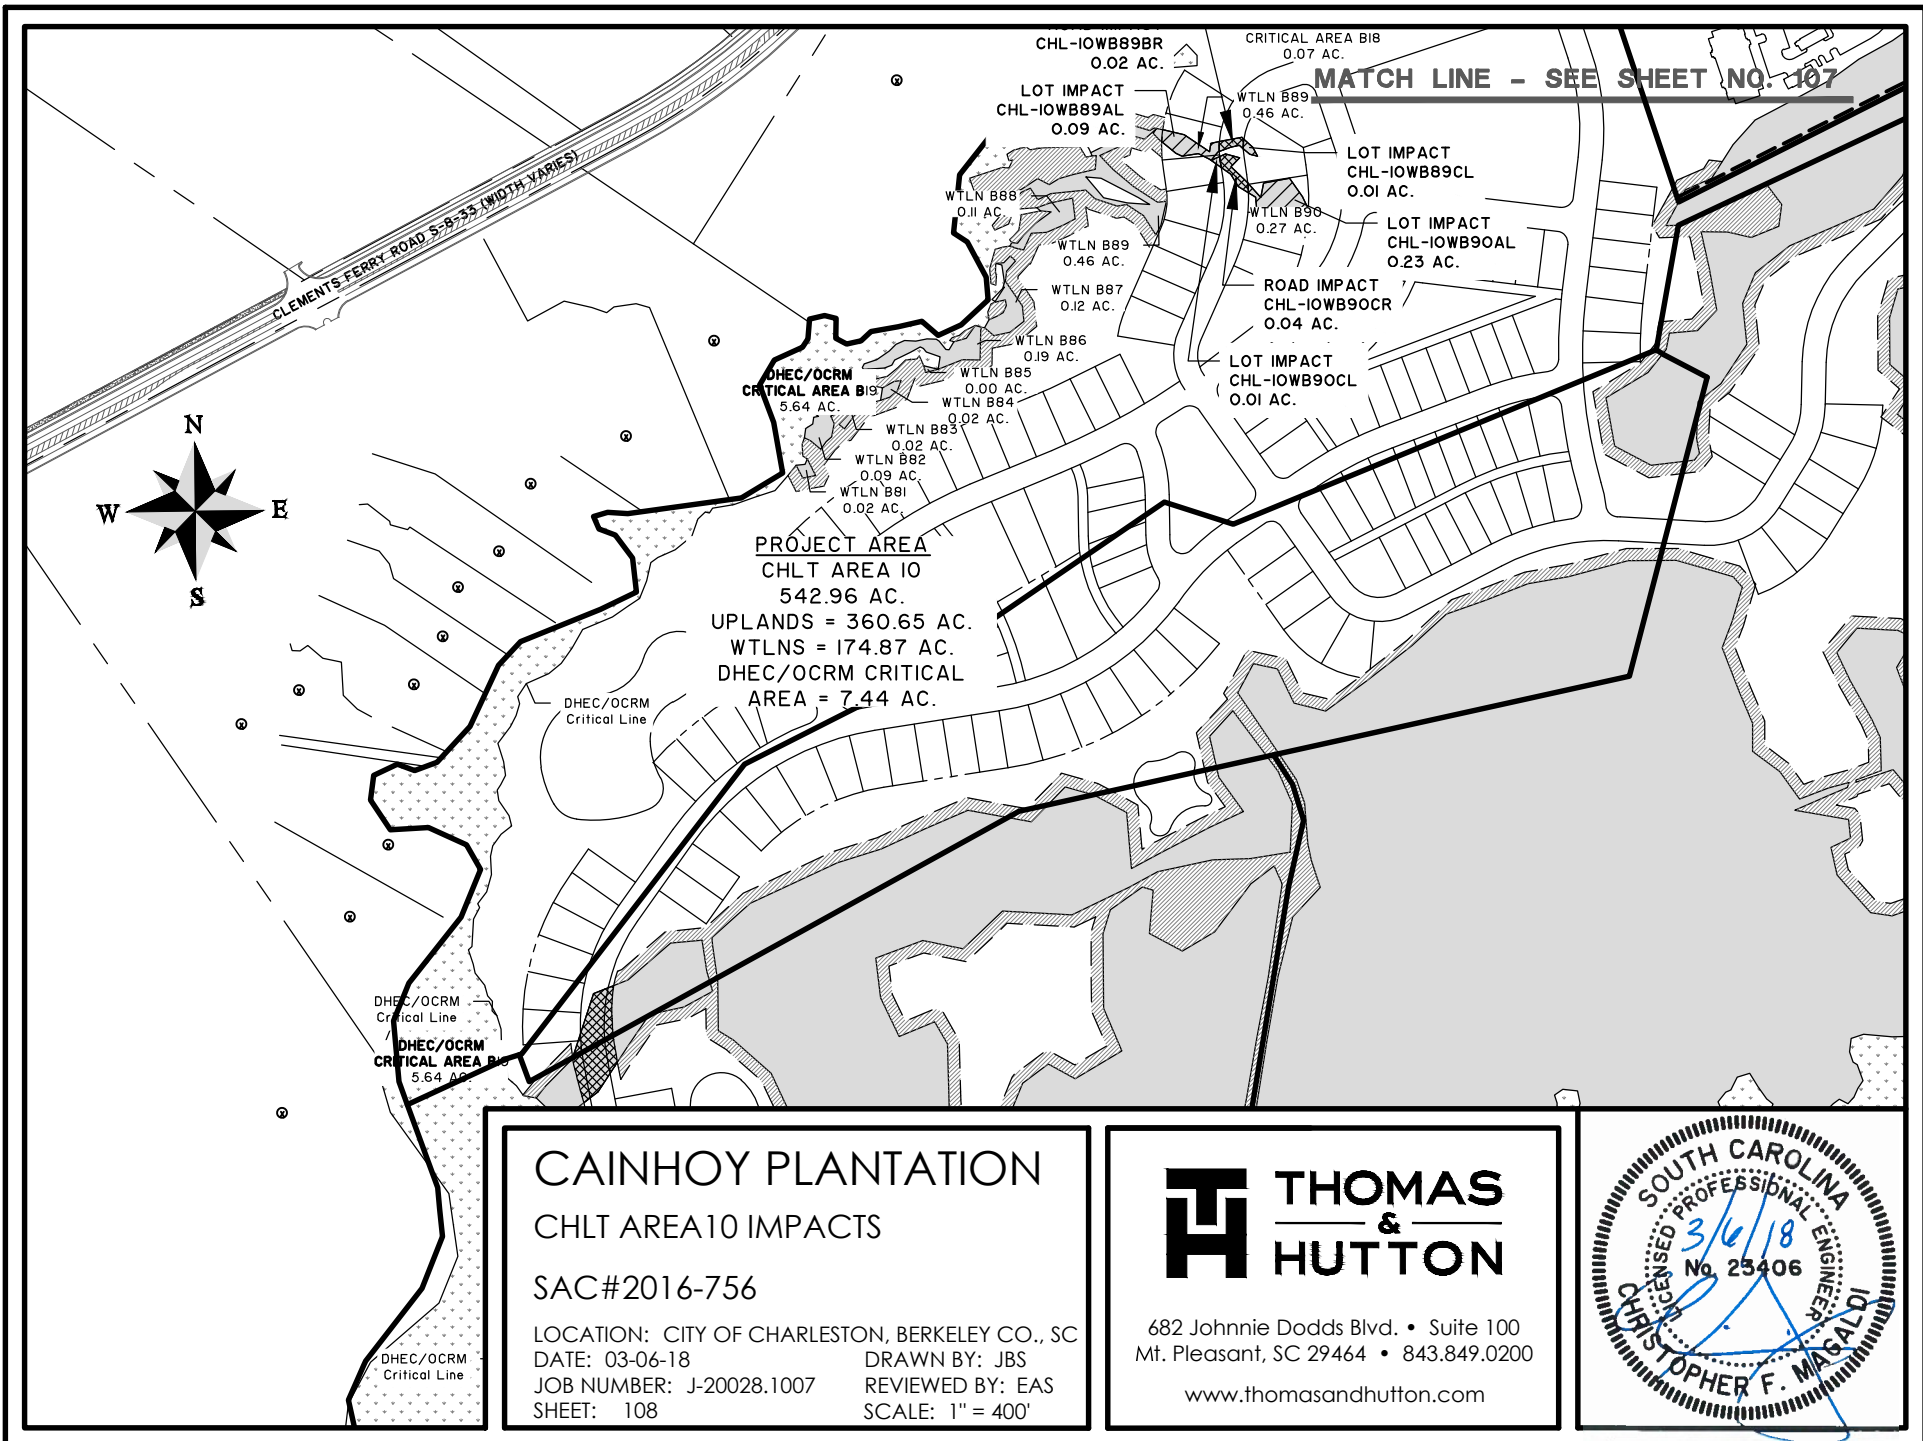 CHL-10WB89BR
0.02 AC.
CRITICAL AREA B18
0.07 AC.
MATCH LINE - SEE SHEET NO. 107
LOT IMPACT
CHL-10WB89AL
0.09 AC.
WTLN B89
0.46 AC.
LOT IMPACT
CHL-10WB89CL
0.01 AC.
WTLN B88
0.11 AC.
WTLN B90
0.27 AC.
LOT IMPACT
CHL-10WB90AL
0.23 AC.
WTLN B89
0.46 AC.
CLEMENTS FERRY ROAD S-8-33 (WIDTH VARIES)
WTLN B87
0.12 AC.
ROAD IMPACT
CHL-10WB90CR
0.04 AC.
WTLN B86
0.19 AC.
LOT IMPACT
CHL-10WB90CL
0.01 AC.
DHEC/OCRM
CRITICAL AREA B19
5.64 AC.
WTLN B85
0.00 AC.
WTLN B84
0.02 AC.
WTLN B83
0.02 AC.
WTLN B82
0.09 AC.
WTLN B81
0.02 AC.
N
W E
S
PROJECT AREA
CHLT AREA 10
542.96 AC.
UPLANDS = 360.65 AC.
WTLNS = 174.87 AC.
DHEC/OCRM CRITICAL
AREA = 7.44 AC.
DHEC/OCRM
Critical Line
DHEC/OCRM
Critical Line
DHEC/OCRM
CRITICAL AREA
5.64 AC.
DHEC/OCRM
Critical Line
CAINHOY PLANTATION
CHLT AREA10 IMPACTS
SAC#2016-756
LOCATION: CITY OF CHARLESTON, BERKELEY CO., SC
DATE: 03-06-18 DRAWN BY: JBS
JOB NUMBER: J-20028.1007 REVIEWED BY: EAS
SHEET: 108 SCALE: 1" = 400'
TH
THOMAS
&
HUTTON
682 Johnnie Dodds Blvd. • Suite 100
Mt. Pleasant, SC 29464 • 843.849.0200
www.thomasandhutton.com
SOUTH CAROLINA
LICENSED PROFESSIONAL ENGINEER
3/6/18
No. 23406
CHRISTOPHER F. MAGALDI